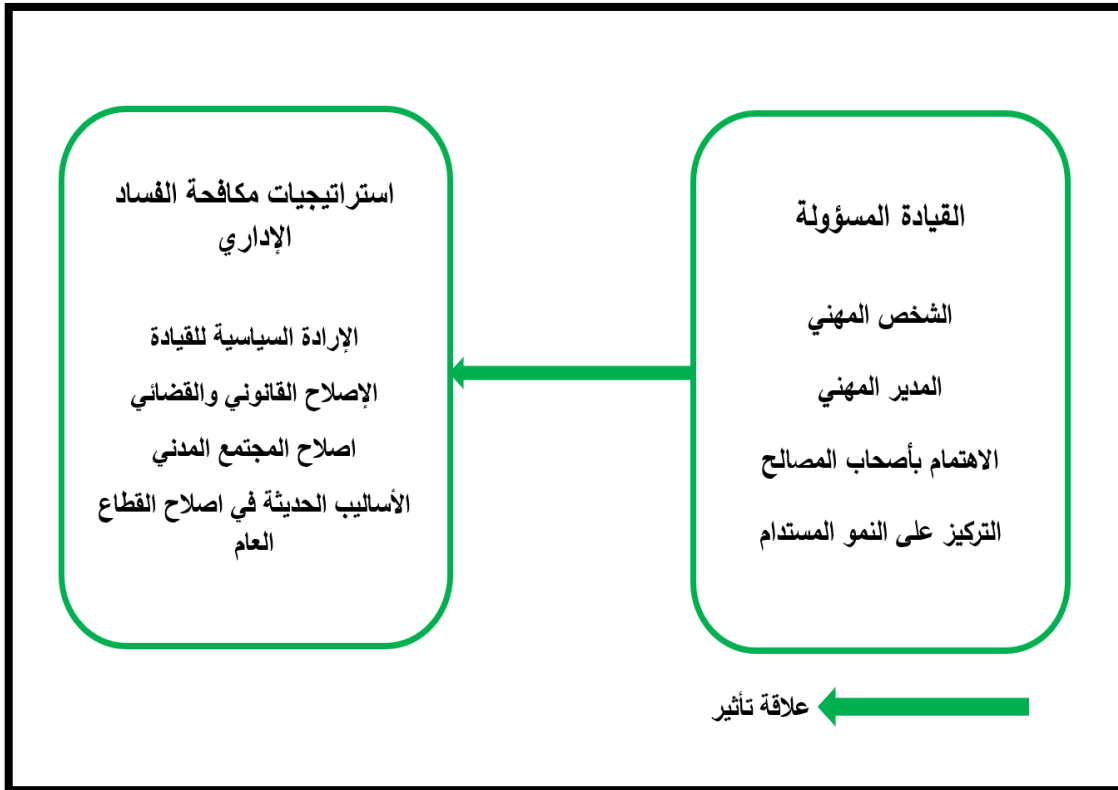 القيادة المسؤولة
الشخص المهني
المدير المهني
الاهتمام بأصحاب المصالح
التركيز على النمو المستدام
استراتيجيات مكافحة الفساد
الإداري
الإرادة السياسية للقيادة
الإصلاح القانوني والقضائي
اصلاح المجتمع المدني
الأساليب الحديثة في اصلاح القطاع
العام
علاقة تأثير